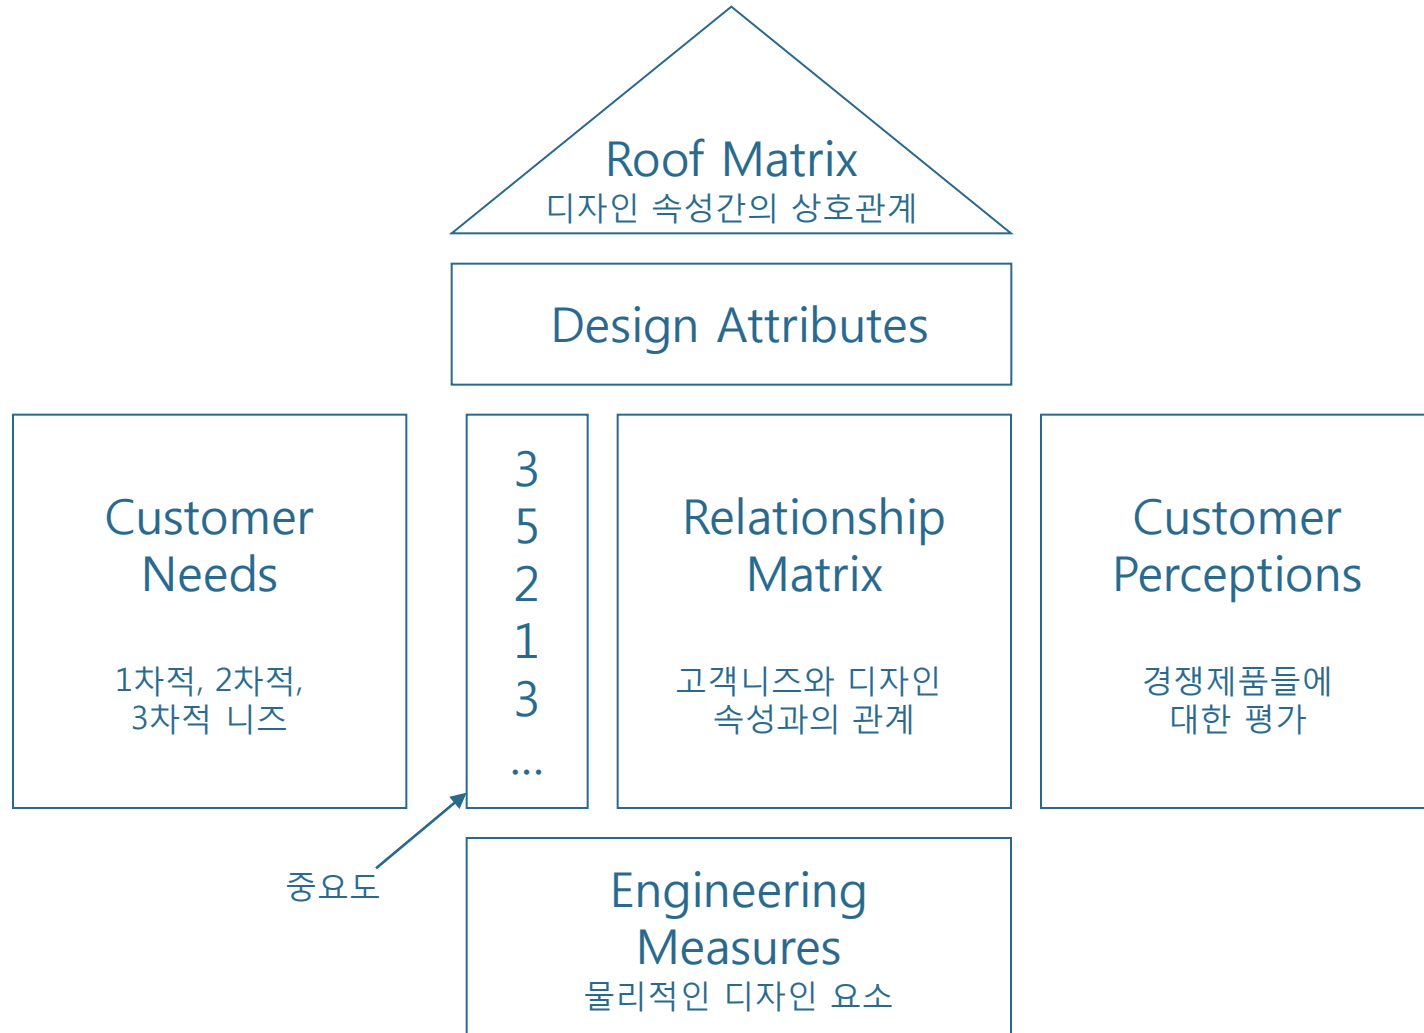 Roof Matrix
디자인 속성간의 상호관계
Design Attributes
Customer
Needs
1차적, 2차적,
3차적 니즈
3
5
2
1
3
...
중요도
Relationship
Matrix
고객니즈와 디자인
속성과의 관계
Customer
Perceptions
경쟁제품들에
대한 평가
Engineering
Measures
물리적인 디자인 요소